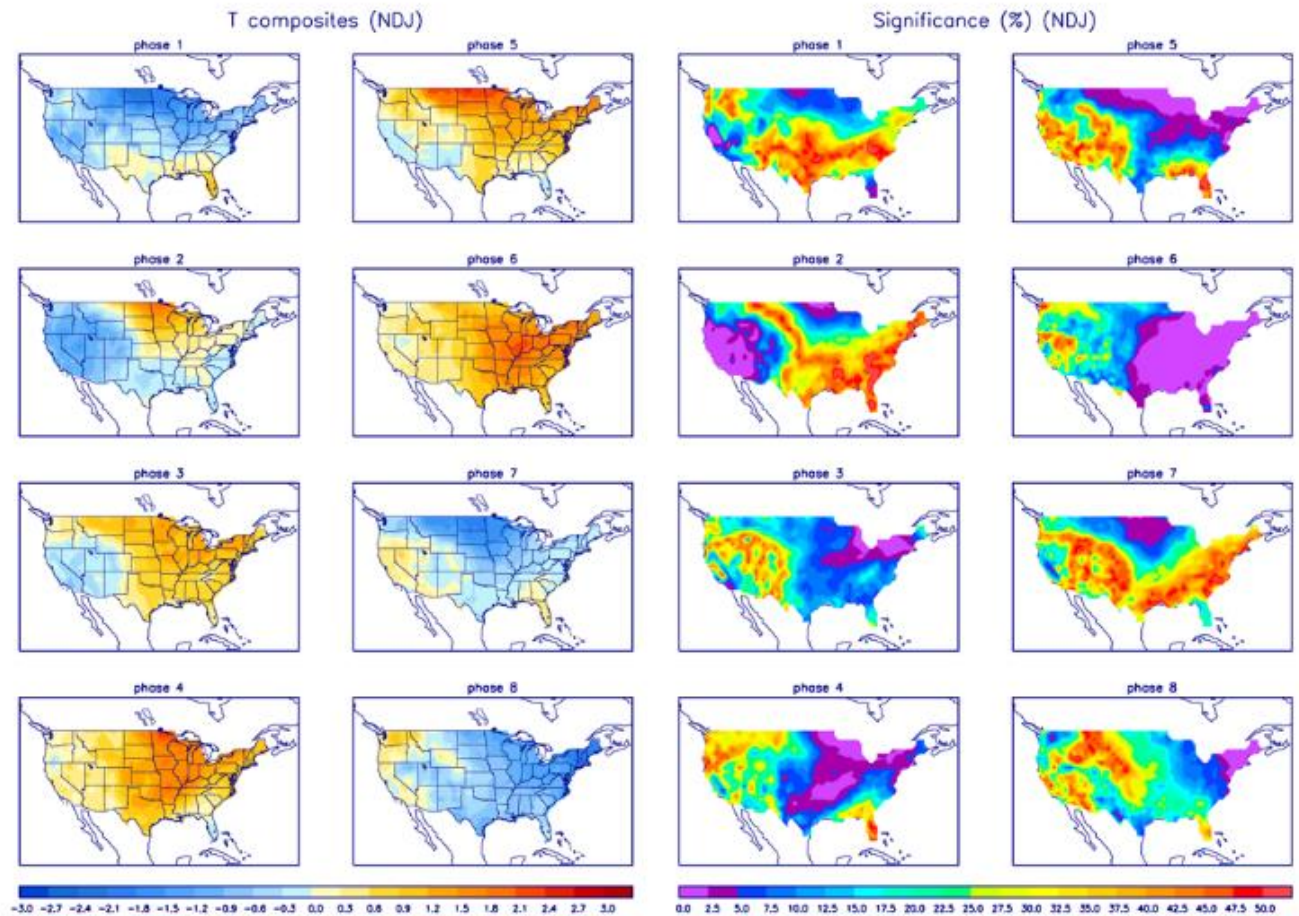 T composites (NDJ)
Significance (%) (NDJ)
phase 1
phase 5
phase 1
phase 5
phase 2
phase 6
phase 2
phase 6
phase 3
phase 7
phase 3
phase 7
phase 4
phase 8
phase 4
phase 8
-3.0 -2.7 -2.4 -2.1 -1.8 -1.5 -1.2 -0.9 -0.6 -0.3 0.0 0.3 0.6 0.9 1.2 1.5 1.8 2.1 2.4 2.7 3.0
0.0 2.5 5.0 7.5 10.0 12.5 15.0 17.5 20.0 22.5 25.0 27.5 30.0 32.5 35.0 37.5 40.0 42.5 45.0 47.5 50.0